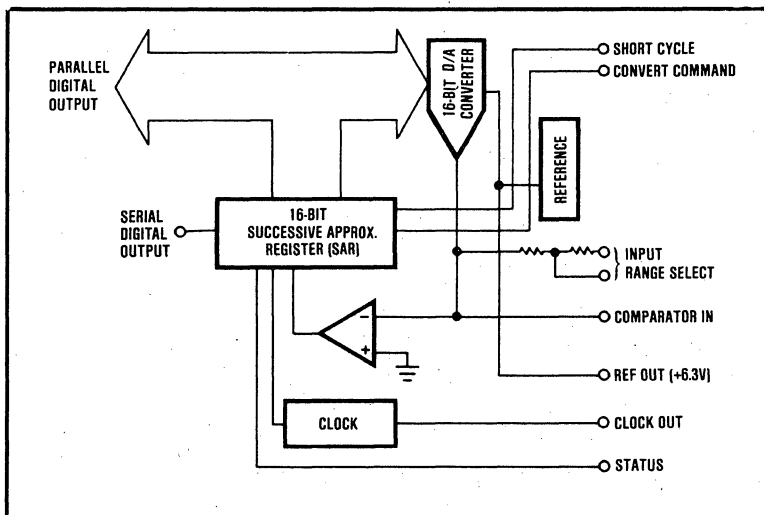 PARALLEL
DIGITAL
OUTPUT
16-BIT D/A
CONVERTER
SHORT CYCLE
CONVERT COMMAND
REFERENCE
SERIAL
DIGITAL
OUTPUT
16-BIT
SUCCESSIVE APPROX.
REGISTER (SAR)
INPUT
RANGE SELECT
−
+
COMPARATOR IN
REF OUT (+6.3V)
CLOCK
CLOCK OUT
STATUS